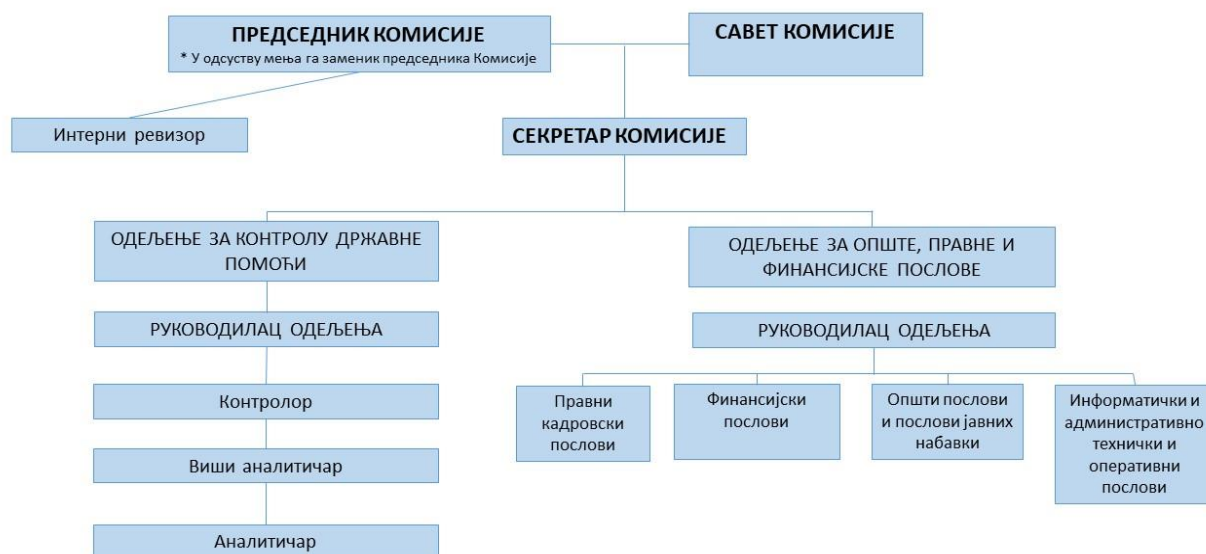 ПРЕДСЕДНИК КОМИСИЈЕ
* У одсуству мења га заменик председника Комисије
САВЕТ КОМИСИЈЕ
Интерни ревизор
СЕКРЕТАР КОМИСИЈЕ
ОДЕЉЕЊЕ ЗА КОНТРОЛУ ДРЖАВНЕ
ПОМОЋИ
ОДЕЉЕЊЕ ЗА ОПШТЕ, ПРАВНЕ И
ФИНАНСИЈСКЕ ПОСЛОВЕ
РУКОВОДИЛАЦ ОДЕЉЕЊА
РУКОВОДИЛАЦ ОДЕЉЕЊА
Контролор
Виши аналитичар
Аналитичар
Правни
кадровски
послови
Финансијски
послови
Општи послови
и послови јавних
набавки
Информатички и
административно
технички и
оперативни
послови